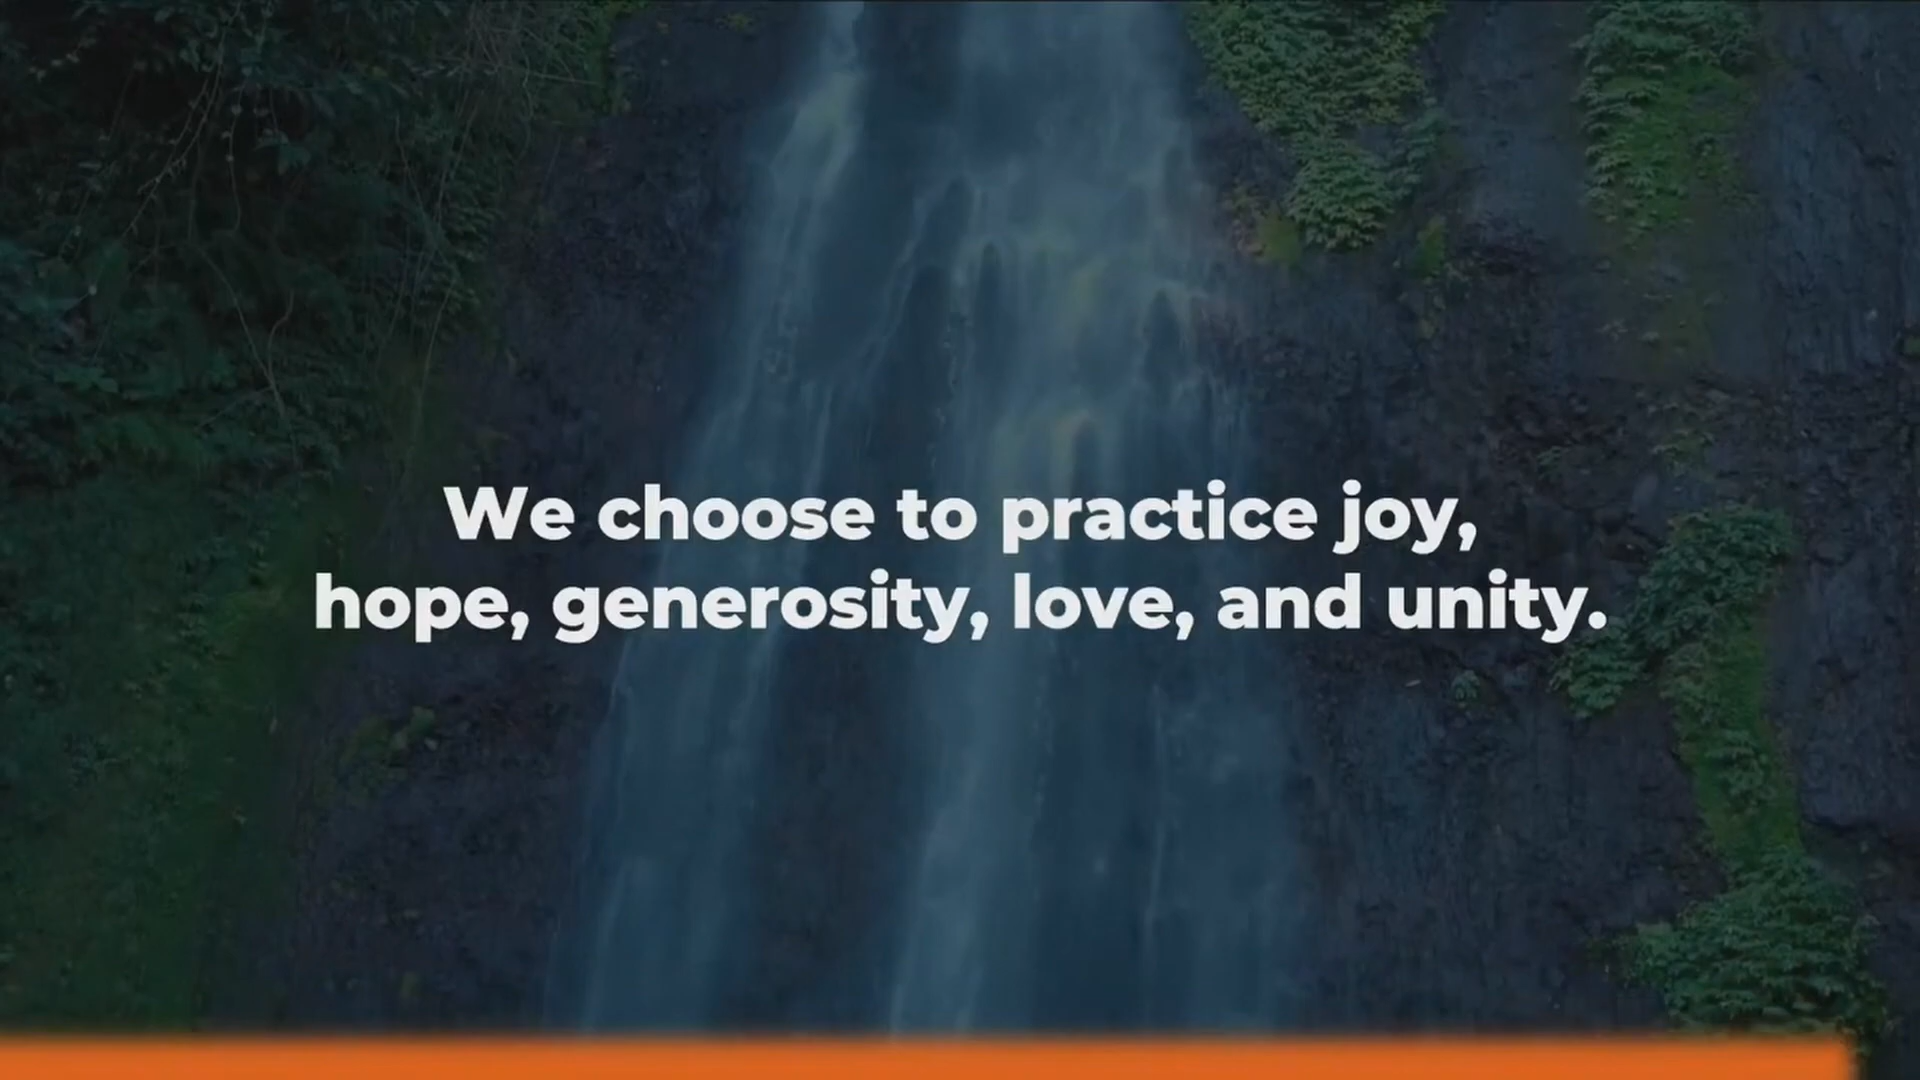 We choose to practice joy,
hope, generosity, love, and unity.